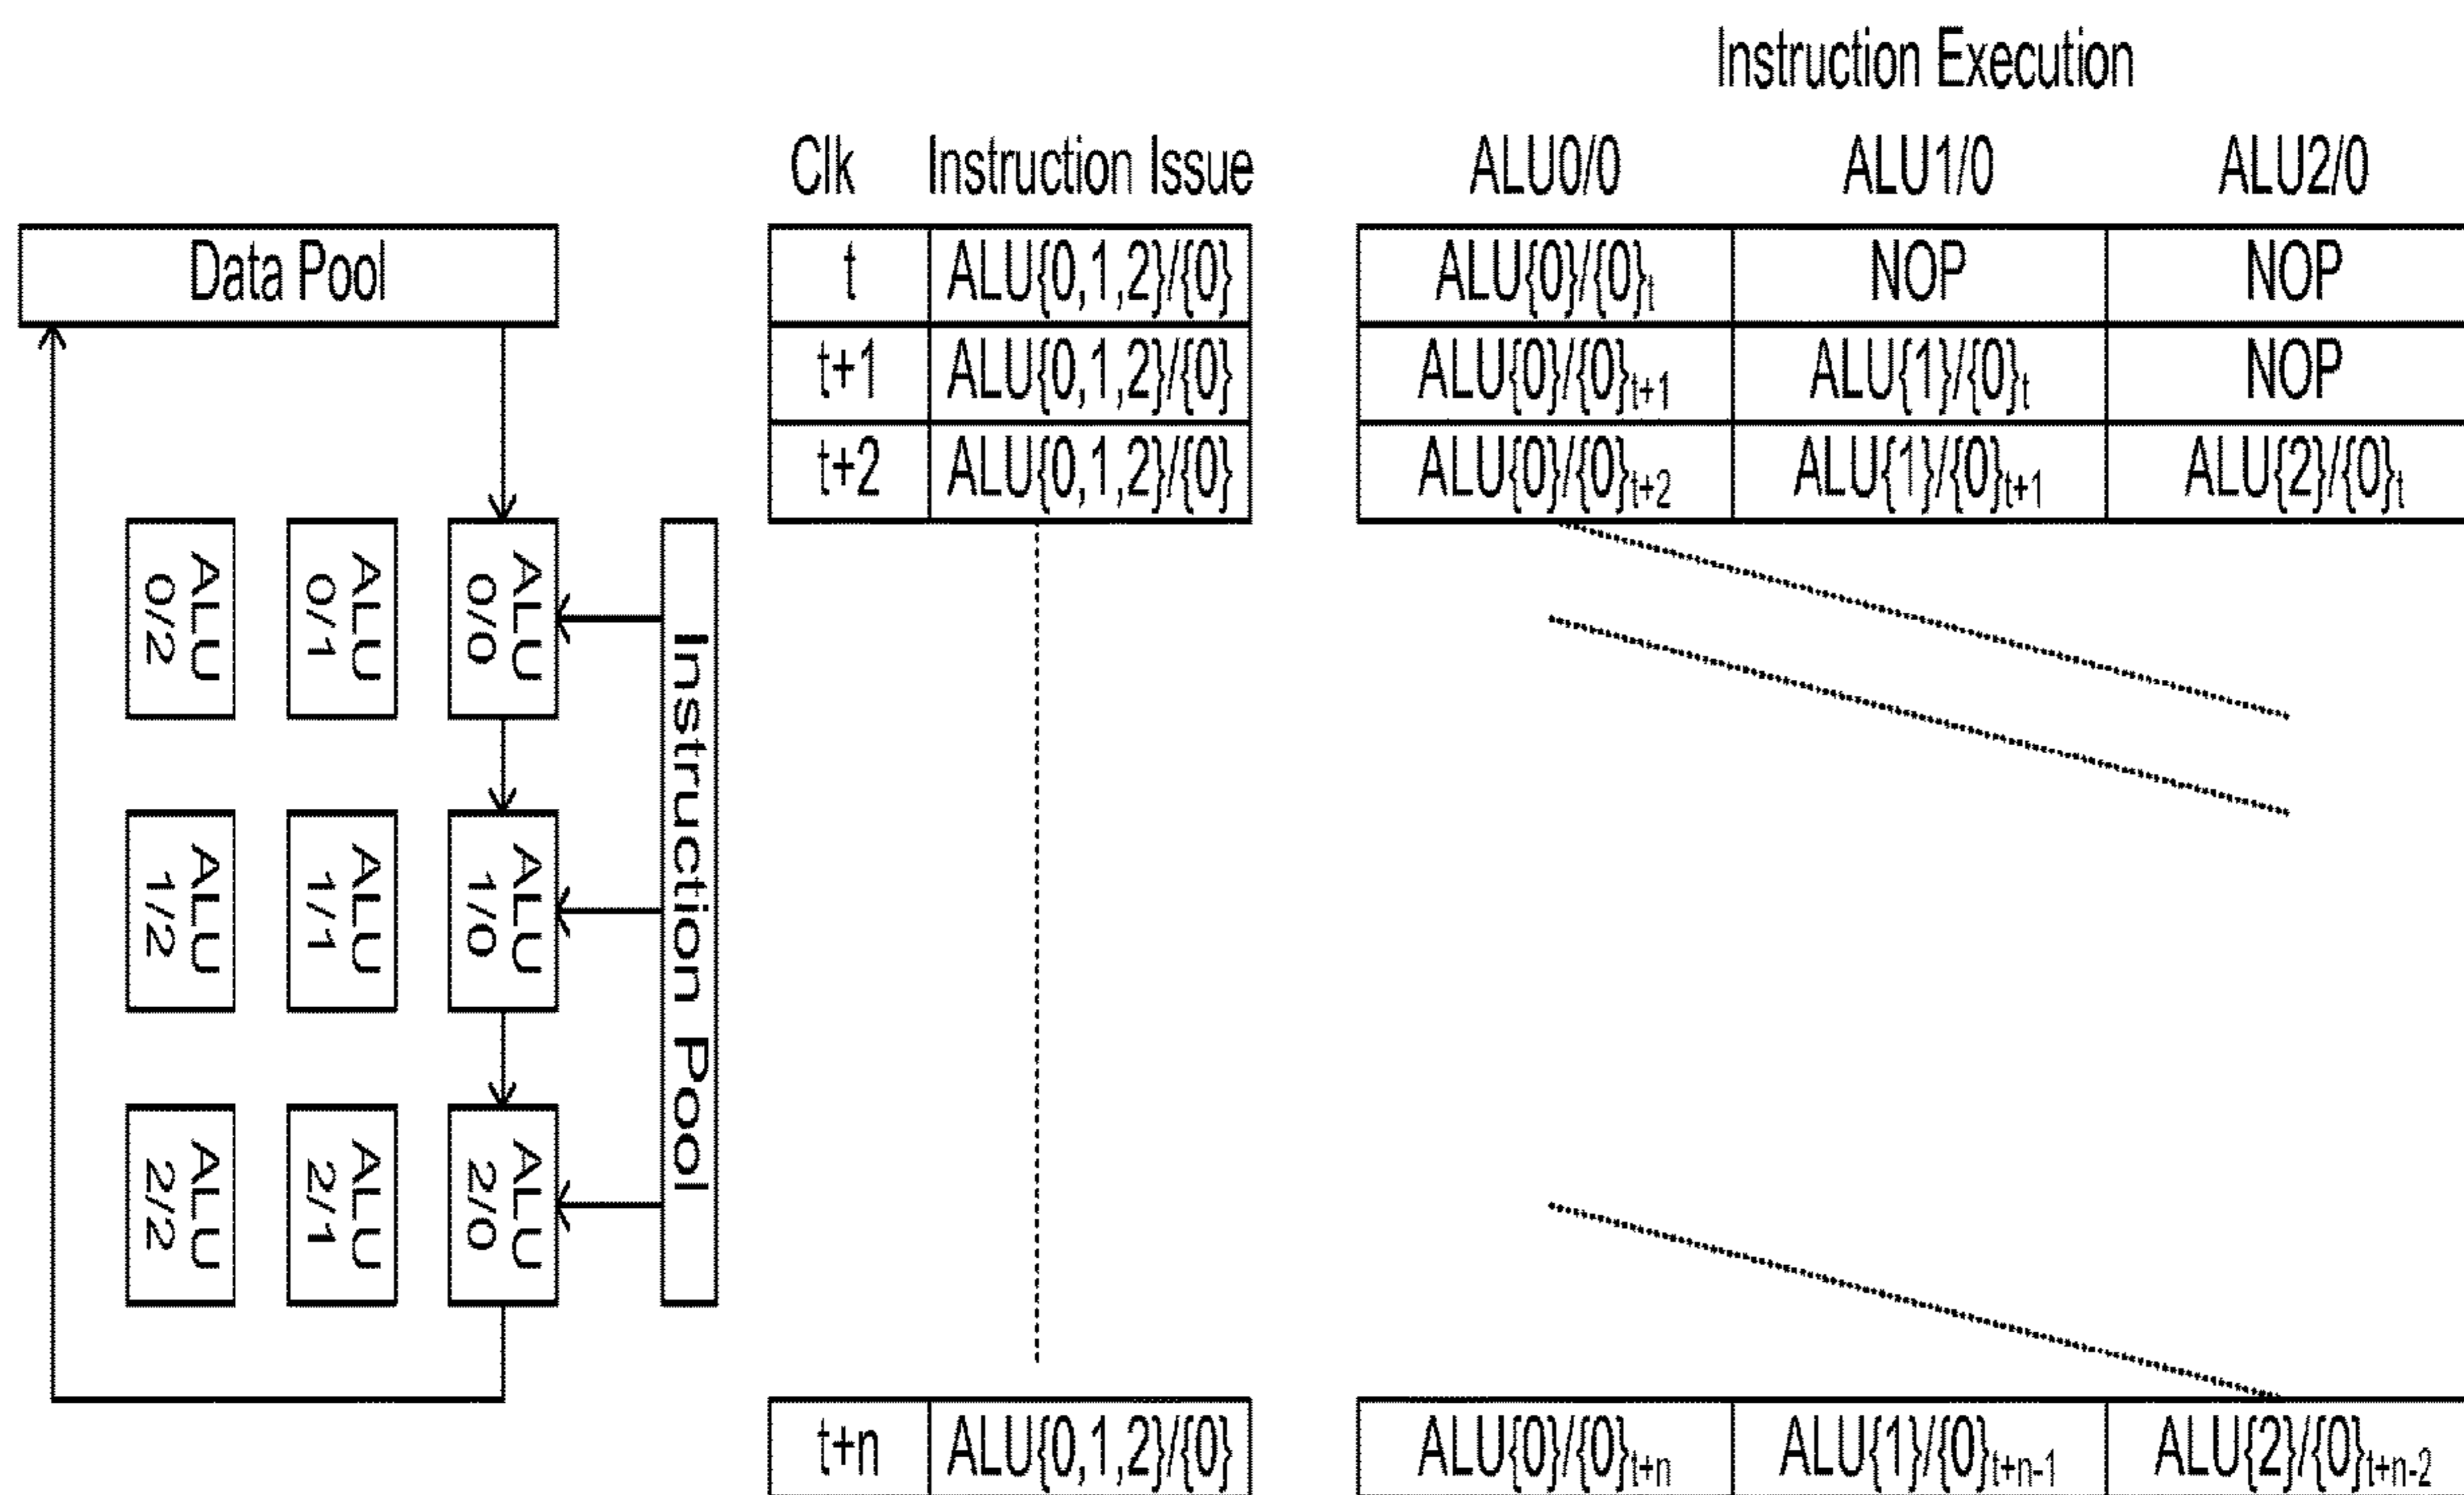 Instruction Execution
Clk Instruction Issue ALU0/0 ALU1/0 ALU2/0
Data Pool
t ALU{0,1,2}/{0} ALU{0}/{0}t NOP NOP
t+1 ALU{0,1,2}/{0} ALU{0}/{0}t+1 ALU{1}/{0}t NOP
t+2 ALU{0,1,2}/{0} ALU{0}/{0}t+2 ALU{1}/{0}t+1 ALU{2}/{0}t
ALU
0/2
ALU
0/1
ALU
0/0
Instruction Pool
ALU
1/2
ALU
1/1
ALU
1/0
ALU
2/2
ALU
2/1
ALU
2/0
t+n ALU{0,1,2}/{0} ALU{0}/{0}t+n ALU{1}/{0}t+n-1 ALU{2}/{0}t+n-2